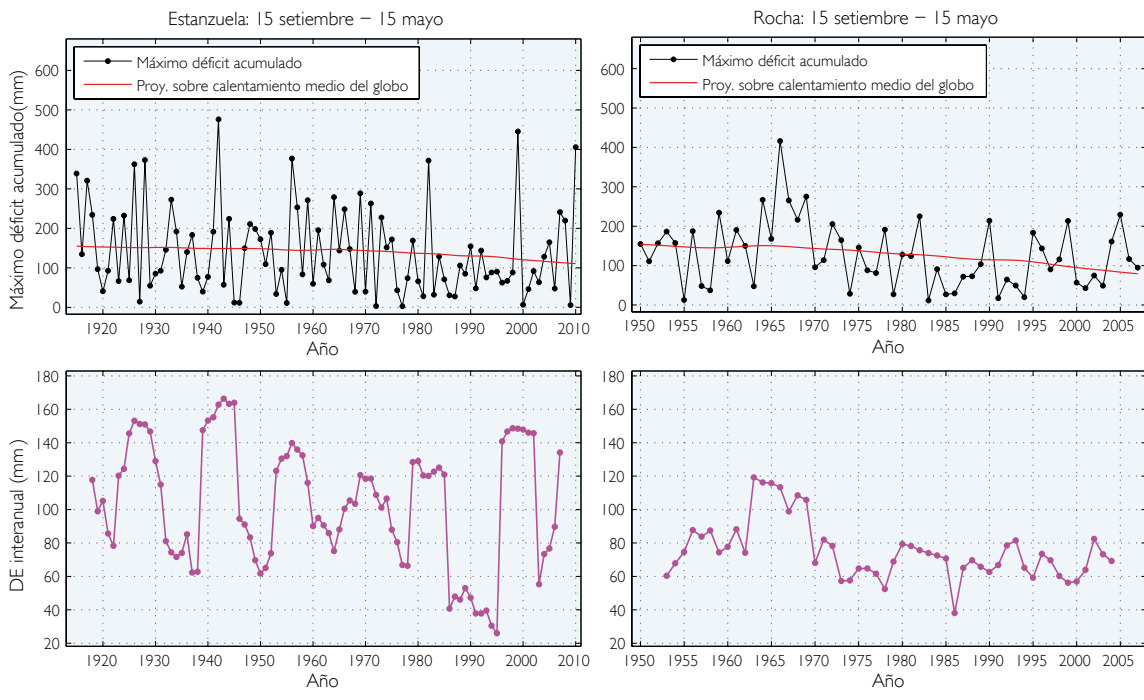 Estanzuela: 15 setiembre − 15 mayo
Máximo déficit acumulado(mm)
600
500
400
300
200
100
0
Máximo déficit acumulado
Proy. sobre calentamiento medio del globo
1920 1930 1940 1950 1960 1970 1980 1990 2000 2010
Año
Rocha: 15 setiembre − 15 mayo
600
500
400
300
200
100
0
Máximo déficit acumulado
Proy. sobre calentamiento medio del globo
1950 1955 1960 1965 1970 1975 1980 1985 1990 1995 2000 2005
Año
DE interanual (mm )
180
160
140
120
100
80
60
40
20
1920 1930 1940 1950 1960 1970 1980 1990 2000 2010
Año
180
160
140
120
100
80
60
40
20
1950 1955 1960 1965 1970 1975 1980 1985 1990 1995 2000 2005
Año